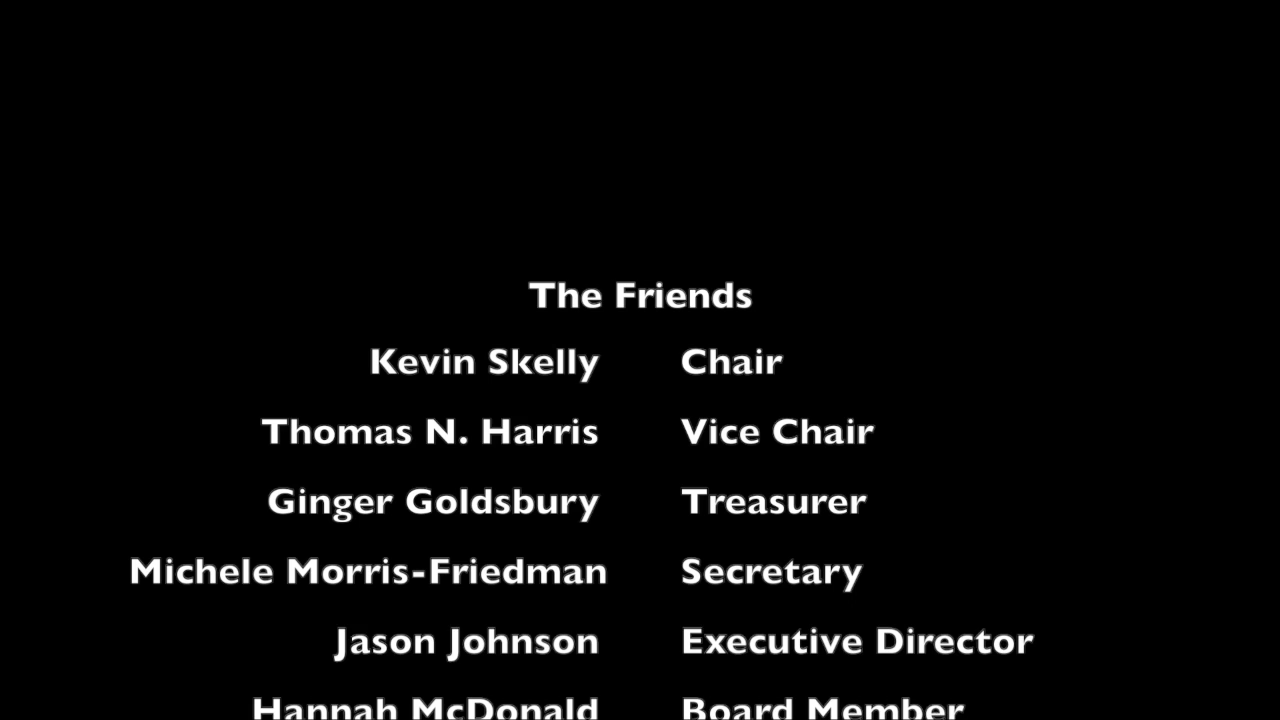 The Friends
Kevin Skelly Chair
Thomas N. Harris Vice Chair
Ginger Goldsbury Treasurer
Michele Morris-Friedman Secretary
Jason Johnson Executive Director
Hannah McDonald Board Member